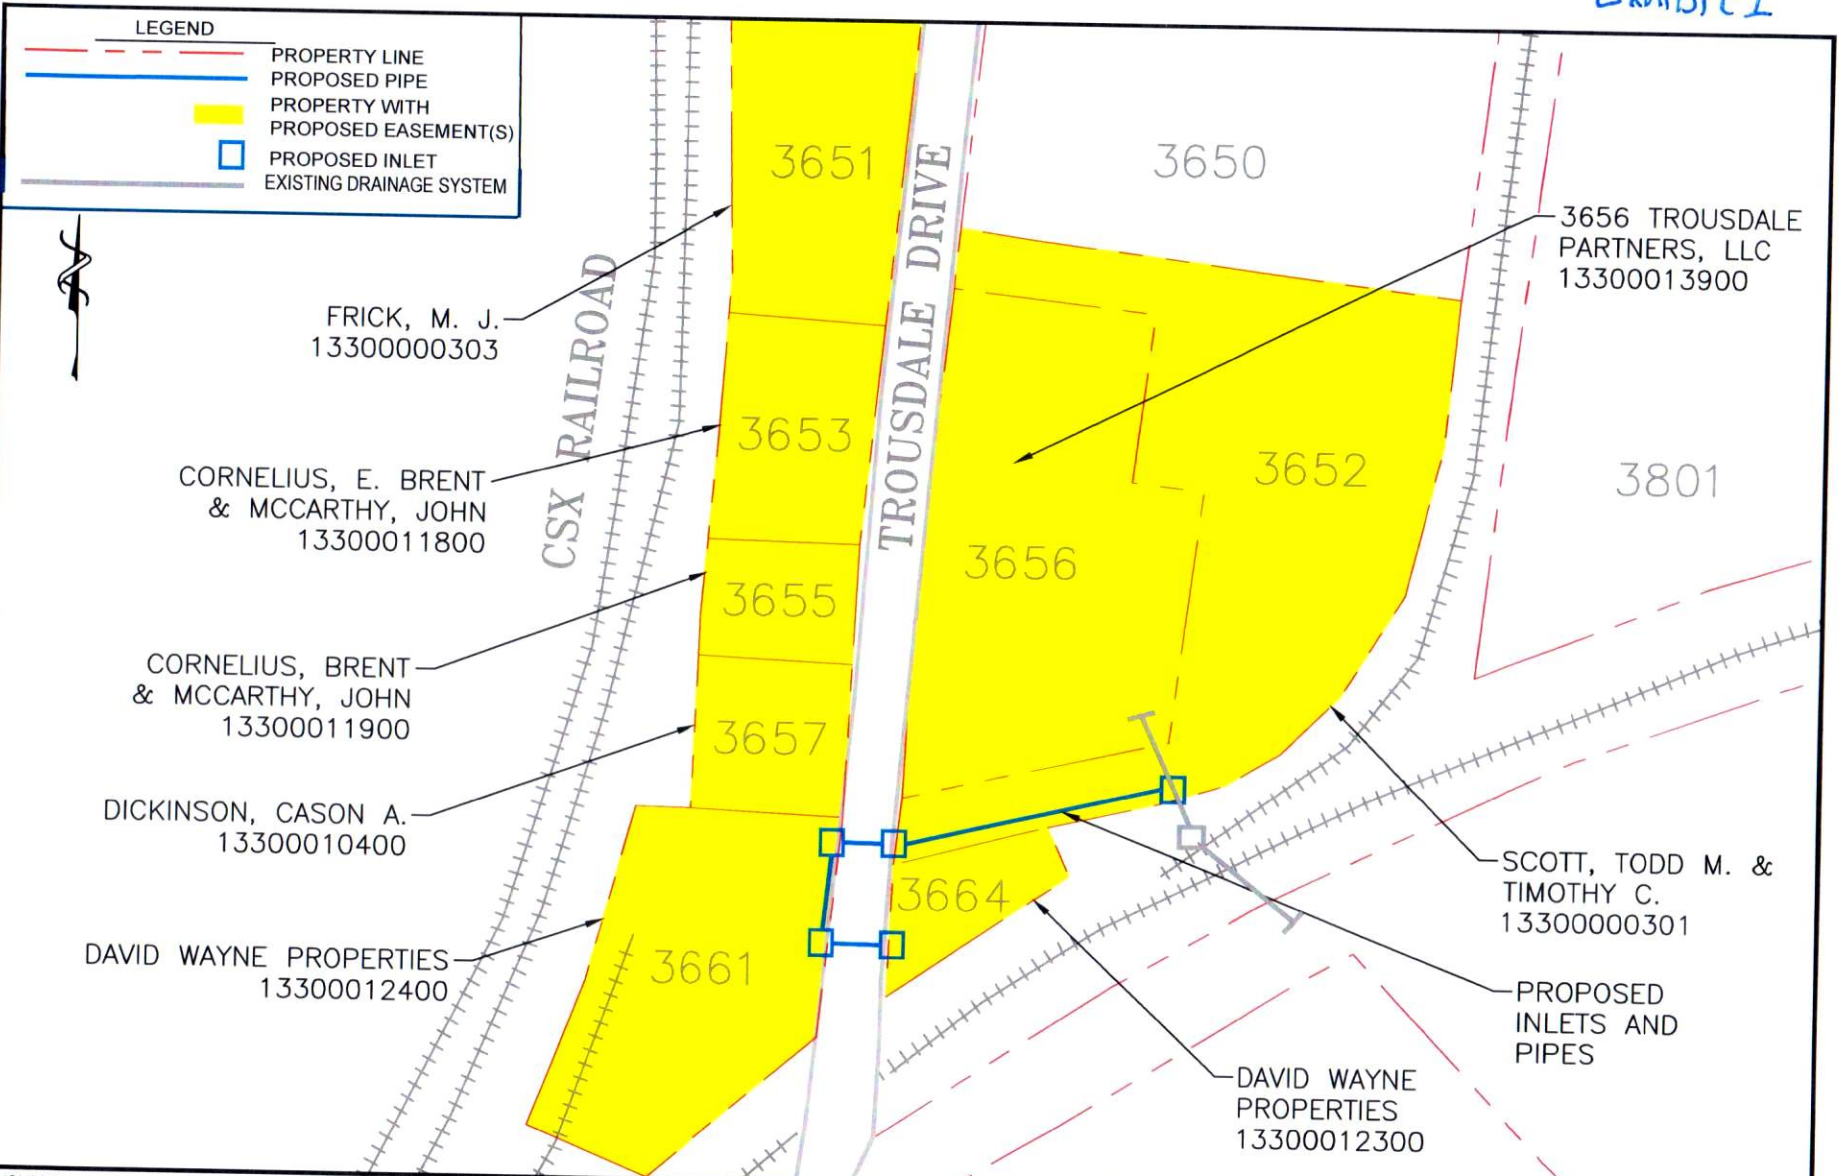 Exhibit 1
LEGEND
PROPERTY LINE
PROPOSED PIPE
PROPERTY WITH
PROPOSED EASEMENT(S)
PROPOSED INLET
EXISTING DRAINAGE SYSTEM
3651
3650
3656 TROUSDALE
PARTNERS, LLC
13300013900
FRICK, M. J.
13300000303
CSX RAILROAD
TROUSDALE DRIVE
3653
3652
3801
CORNELIUS, E. BRENT
& MCCARTHY, JOHN
13300011800
3655
3656
CORNELIUS, BRENT
& MCCARTHY, JOHN
13300011900
3657
DICKINSON, CASON A.
13300010400
3664
SCOTT, TODD M. &
TIMOTHY C.
13300000301
DAVID WAYNE PROPERTIES
13300012400
3661
PROPOSED
INLETS AND
PIPES
DAVID WAYNE
PROPERTIES
13300012300